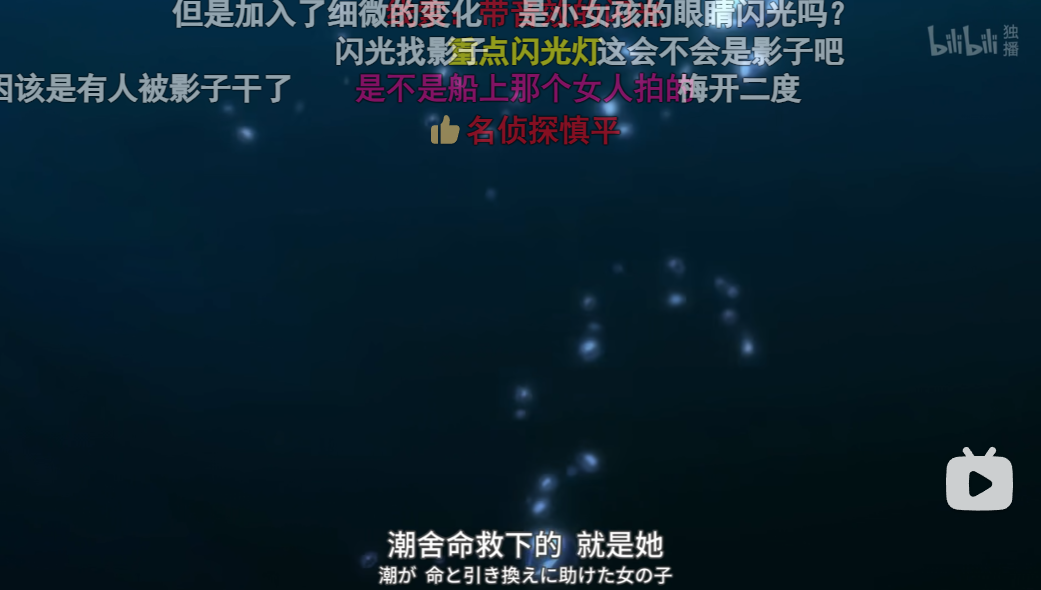 但是加入了细微的变化 是小女孩的眼睛闪光吗?
闪光找影子 重点闪光灯 这会不会是影子吧
bilibili 独播
因该是有人被影子干了 是不是船上那个女人拍的 梅开二度
名侦探慎平
潮舍命救下的 就是她
潮が 命と引き換えに助けた女の子